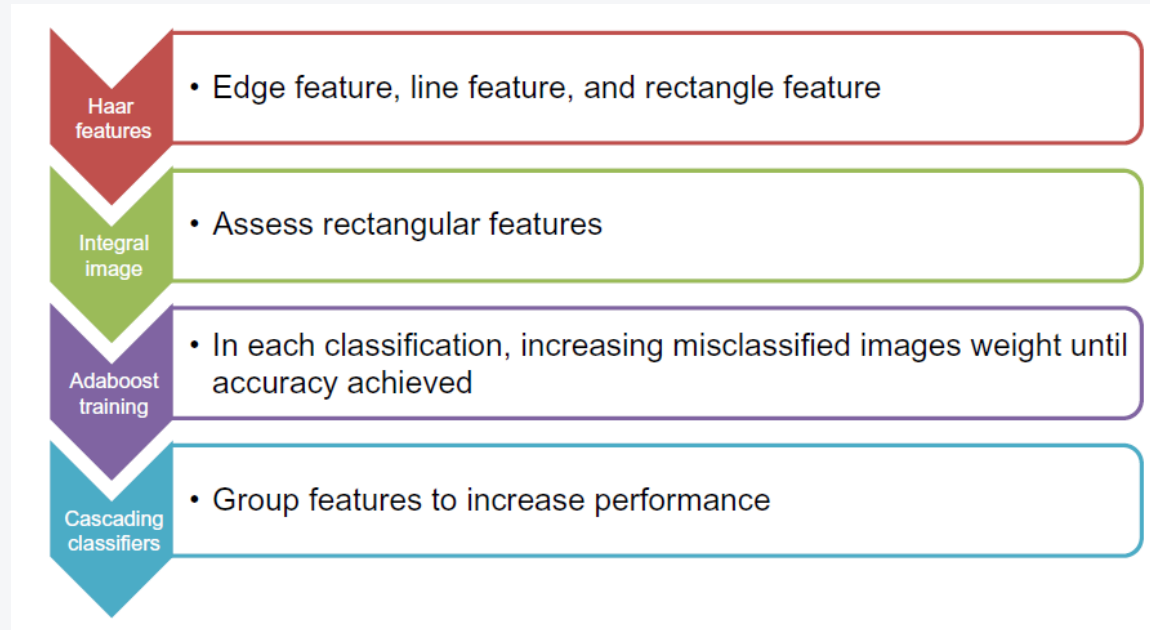 Haar
features
• Edge feature, line feature, and rectangle feature
Integral
image
• Assess rectangular features
Adaboost
training
• In each classification, increasing misclassified images weight until
accuracy achieved
Cascading
classifiers
• Group features to increase performance